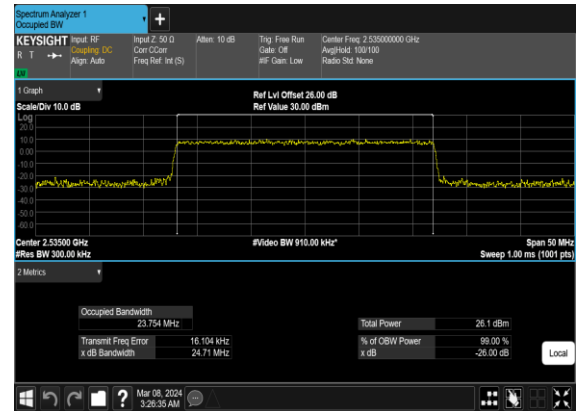 Spectrum Analyzer 1
Occupied BW
+
KEYSIGHT Input: RF Input Z: 50 Ω Atten: 10 dB Trig: Free Run Center Freq: 2.535000000 GHz
R T Coupling: DC Corr CCorr Gate: Off Avg|Hold: 100/100
Align: Auto Freq Ref: Int (S) #IF Gain: Low Radio Std: None
1 Graph
Ref Lvl Offset 26.00 dB
Scale/Div 10.0 dB Ref Value 30.00 dBm
Log
20.0
10.0
0.00
-10.0
-20.0
-30.0
-40.0
-50.0
-60.0
Center 2.53500 GHz #Video BW 910.00 kHz* Span 50 MHz
#Res BW 300.00 kHz Sweep 1.00 ms (1001 pts)
2 Metrics
Occupied Bandwidth
23.754 MHz Total Power 26.1 dBm
Transmit Freq Error 16.104 kHz % of OBW Power 99.00 %
x dB Bandwidth 24.71 MHz x dB -26.00 dB
Local
? Mar 08, 2024
3:26:35 AM